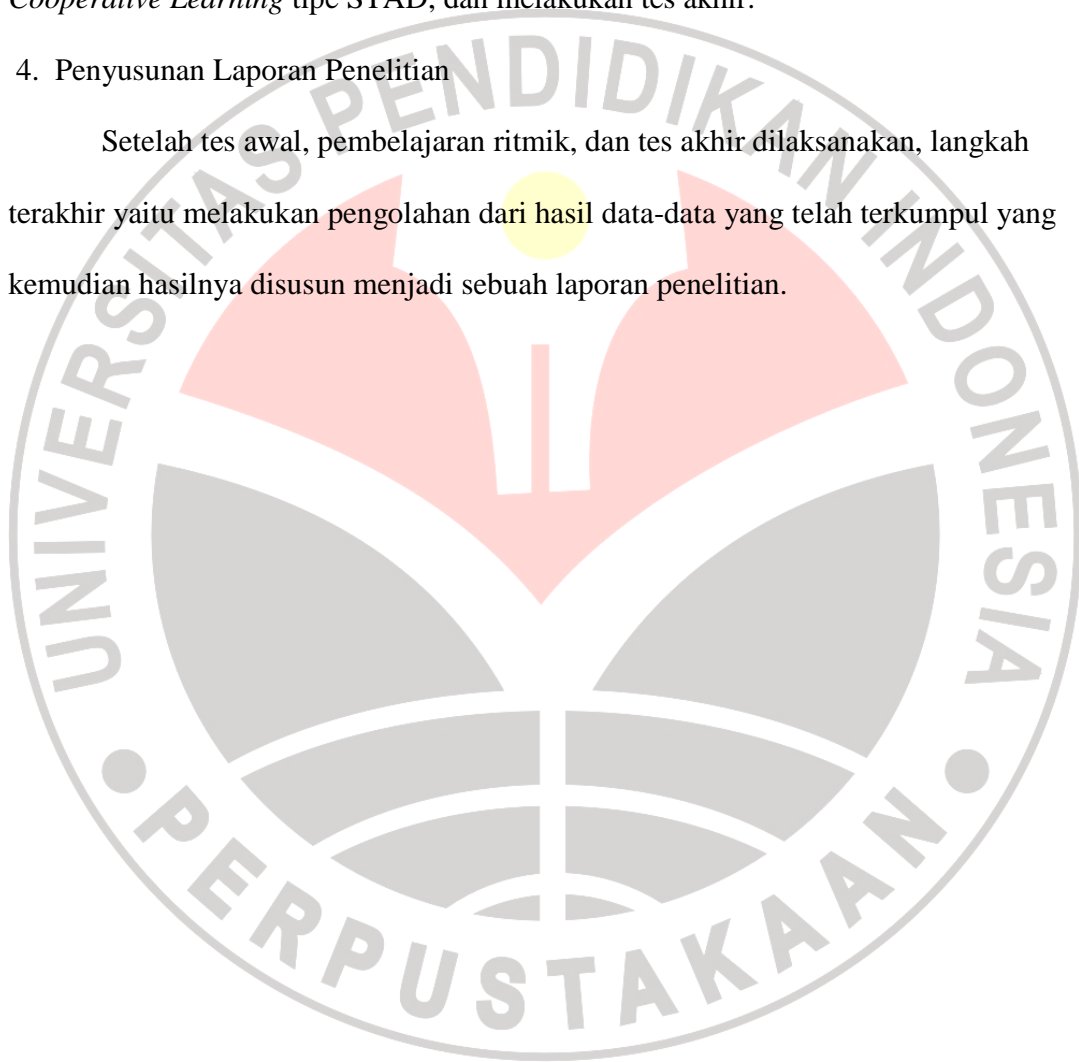 Cooperative Learning tipe STAD, dan melakukan tes akhir.
4. Penyusunan Laporan Penelitian
Setelah tes awal, pembelajaran ritmik, dan tes akhir dilaksanakan, langkah
terakhir yaitu melakukan pengolahan dari hasil data-data yang telah terkumpul yang
kemudian hasilnya disusun menjadi sebuah laporan penelitian.
UNIVERSITAS PENDIDIKAN INDONESIA
PERPUSTAKAAN